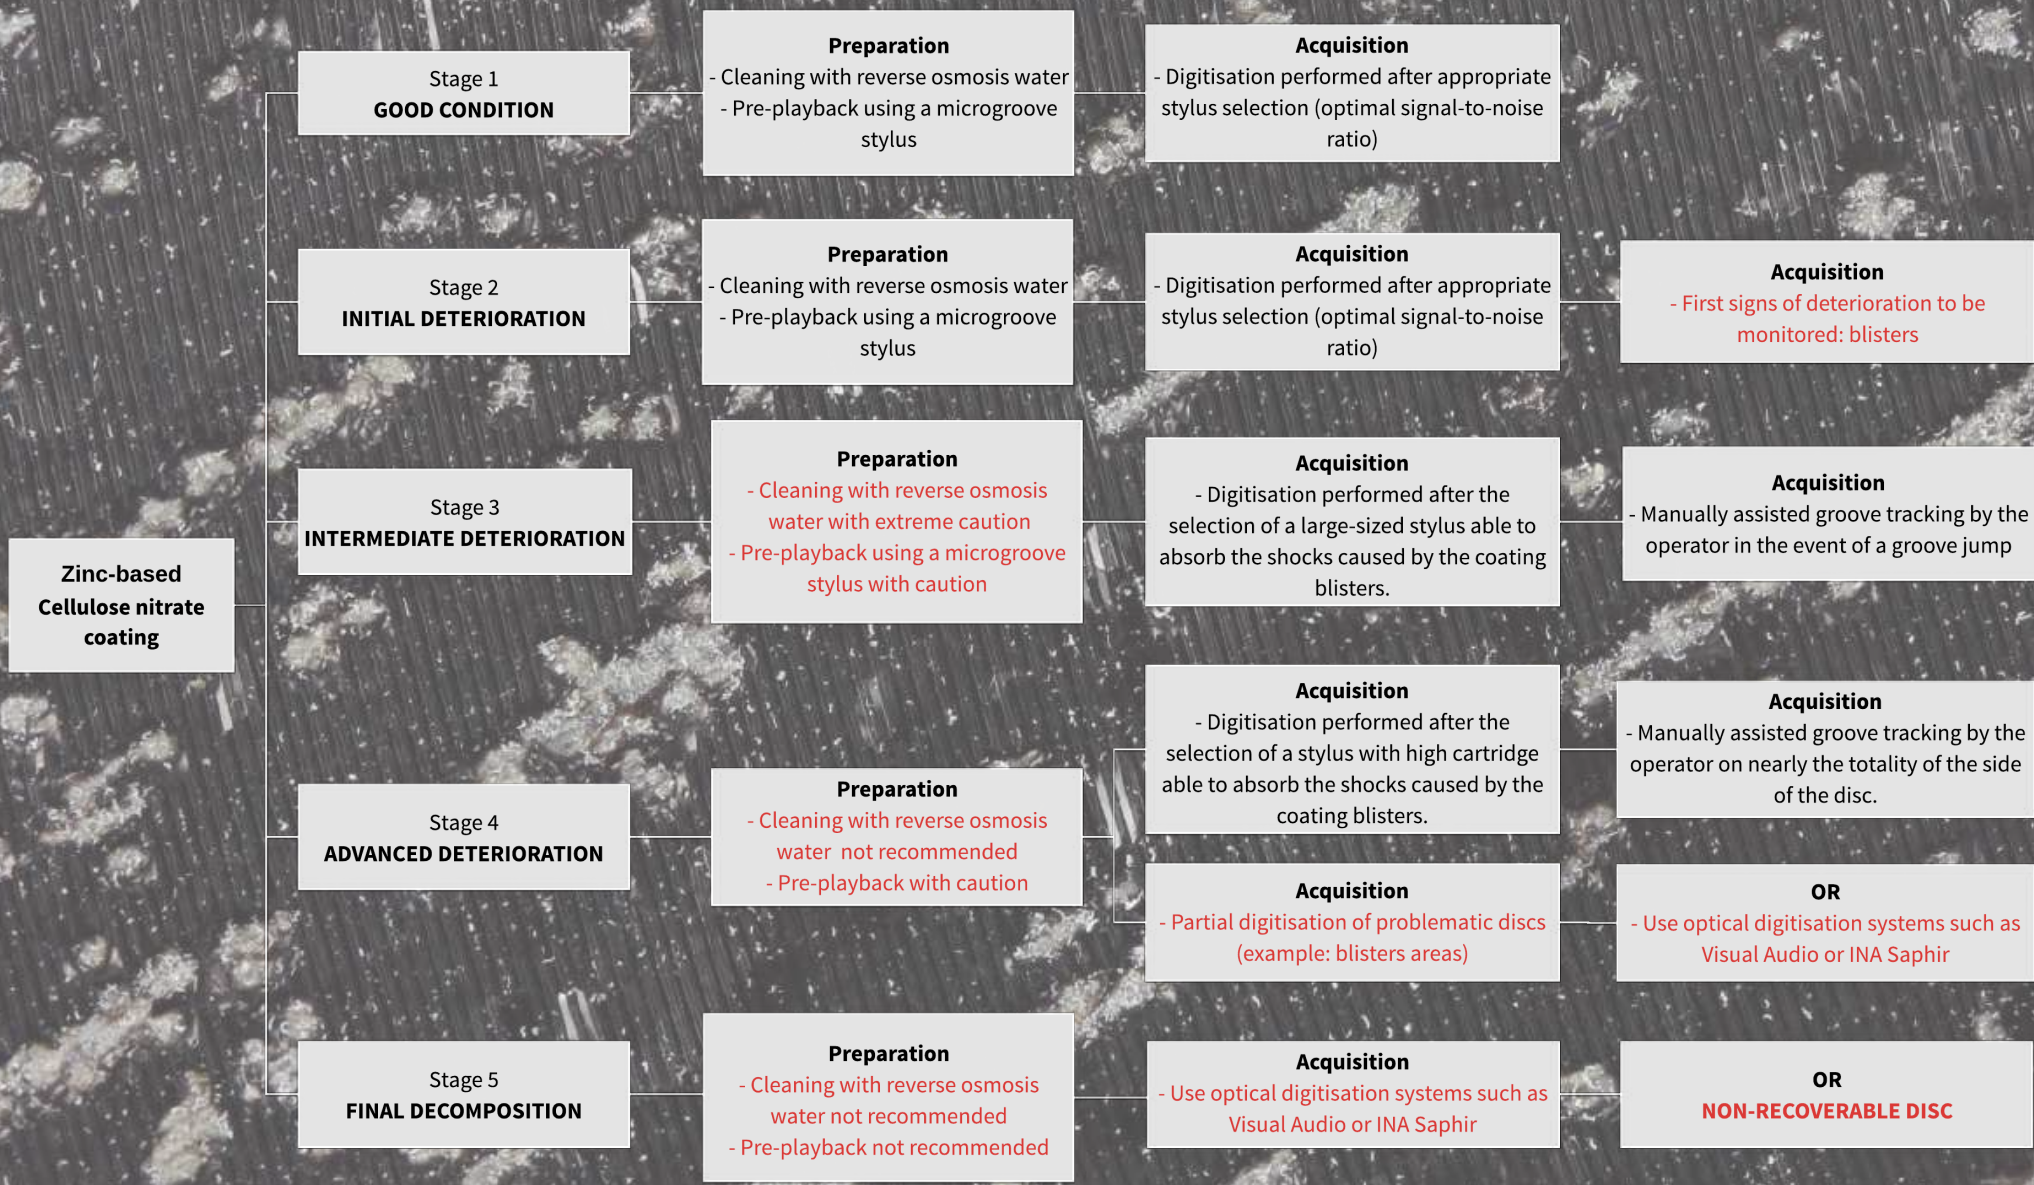 Zinc-based
Cellulose nitrate
coating
Stage 1
GOOD CONDITION
Preparation
- Cleaning with reverse osmosis water
- Pre-playback using a microgroove
stylus
Acquisition
- Digitisation performed after appropriate
stylus selection (optimal signal-to-noise
ratio)
Stage 2
INITIAL DETERIORATION
Preparation
- Cleaning with reverse osmosis water
- Pre-playback using a microgroove
stylus
Acquisition
- Digitisation performed after appropriate
stylus selection (optimal signal-to-noise
ratio)
Acquisition
- First signs of deterioration to be
monitored: blisters
Stage 3
INTERMEDIATE DETERIORATION
Preparation
- Cleaning with reverse osmosis
water with extreme caution
- Pre-playback using a microgroove
stylus with caution
Acquisition
- Digitisation performed after the
selection of a large-sized stylus able to
absorb the shocks caused by the coating
blisters.
Acquisition
- Manually assisted groove tracking by the
operator in the event of a groove jump
Stage 4
ADVANCED DETERIORATION
Preparation
- Cleaning with reverse osmosis
water not recommended
- Pre-playback with caution
Acquisition
- Digitisation performed after the
selection of a stylus with high cartridge
able to absorb the shocks caused by the
coating blisters.
Acquisition
- Manually assisted groove tracking by the
operator on nearly the totality of the side
of the disc.
Acquisition
- Partial digitisation of problematic discs
(example: blisters areas)
OR
- Use optical digitisation systems such as
Visual Audio or INA Saphir
Stage 5
FINAL DECOMPOSITION
Preparation
- Cleaning with reverse osmosis
water not recommended
- Pre-playback not recommended
Acquisition
- Use optical digitisation systems such as
Visual Audio or INA Saphir
OR
NON-RECOVERABLE DISC